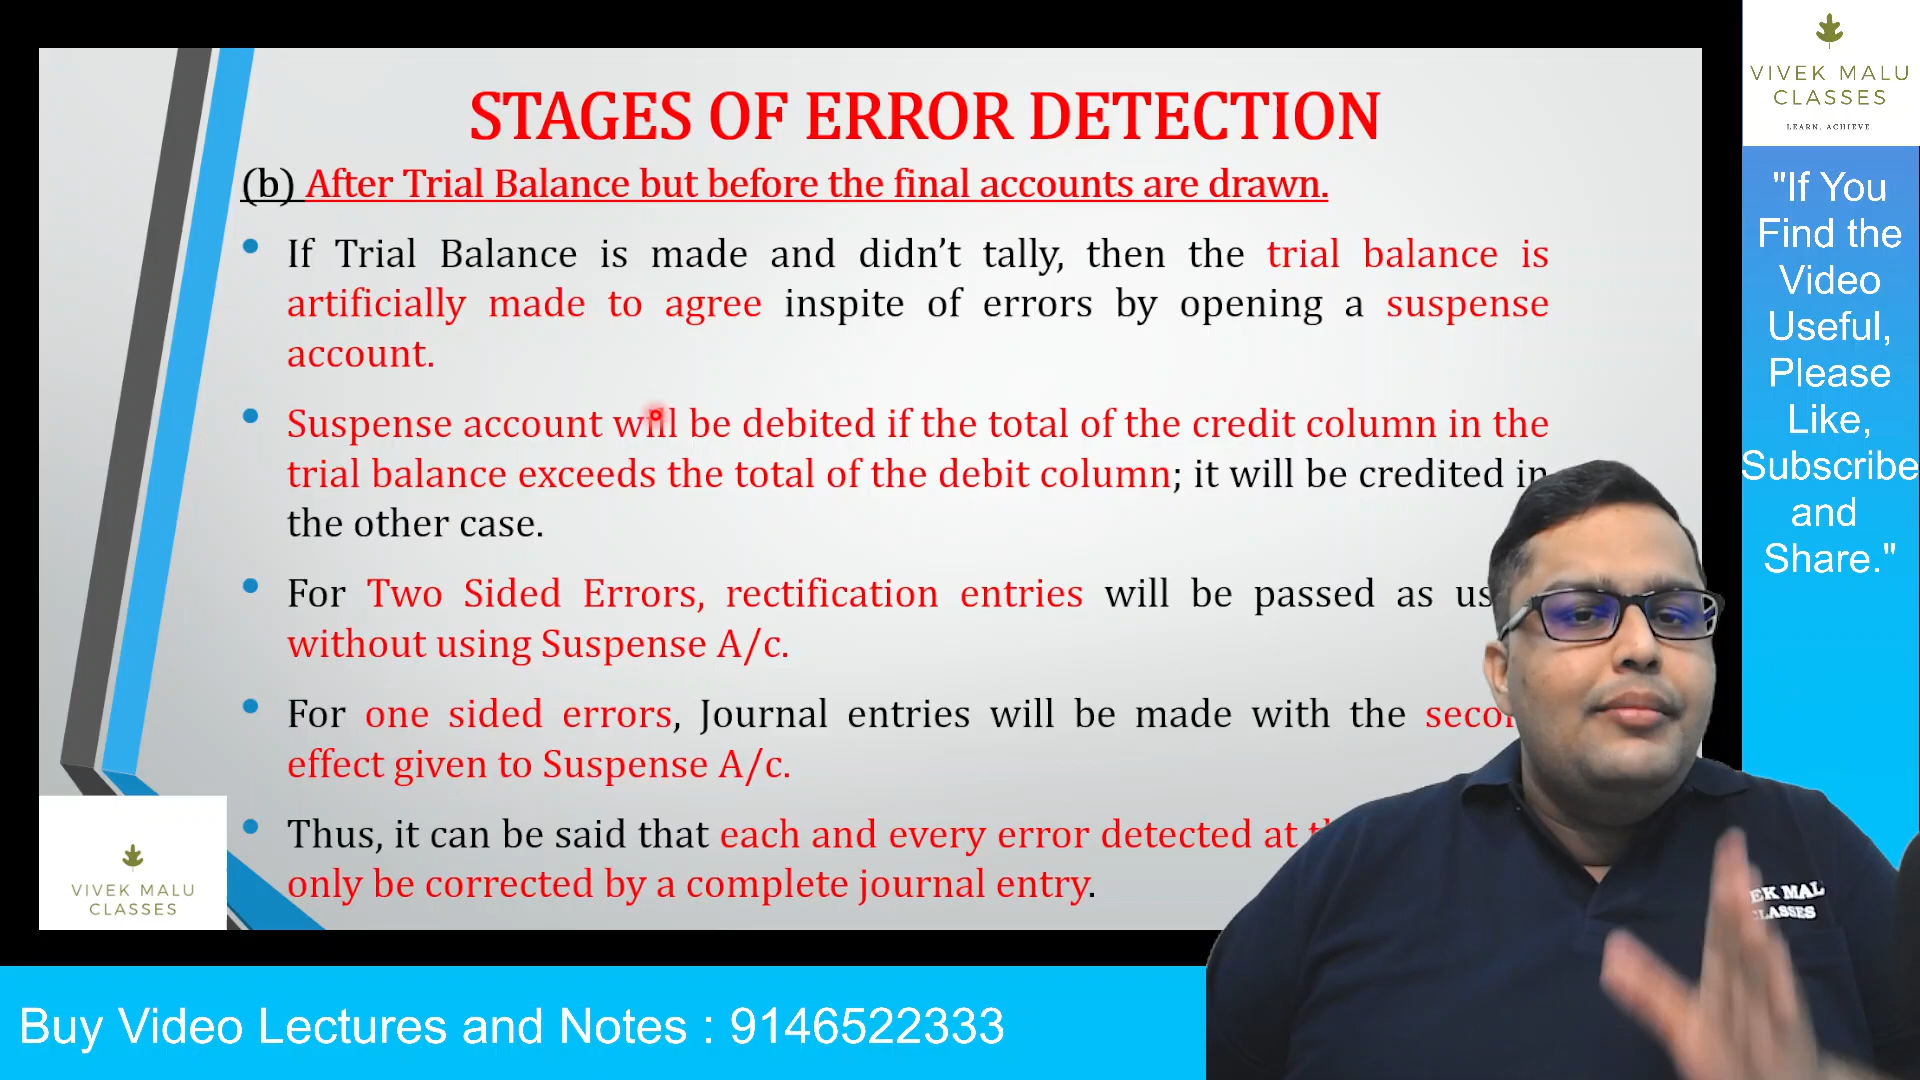 STAGES OF ERROR DETECTION
(b) After Trial Balance but before the final accounts are drawn.
• If Trial Balance is made and didn’t tally, then the trial balance is
artificially made to agree inspite of errors by opening a suspense
account.
• Suspense account will be debited if the total of the credit column in the
trial balance exceeds the total of the debit column; it will be credited in
the other case.
• For Two Sided Errors, rectification entries will be passed as us
without using Suspense A/c.
• For one sided errors, Journal entries will be made with the secon
effect given to Suspense A/c.
• Thus, it can be said that each and every error detected at
only be corrected by a complete journal entry.
VIVEK MALU
CLASSES
VIVEK MALU
CLASSES
LEARN. ACHIEVE.
"If You
Find the
Video
Useful,
Please
Like,
Subscribe
and
Share."
EK MAL
CLASSES
Buy Video Lectures and Notes : 9146522333